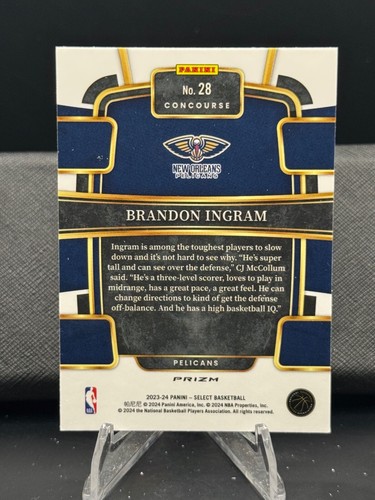 PANINI
No. 28
CONCOURSE
NEW ORLEANS
PELICANS
BRANDON INGRAM
Ingram is among the toughest players to slow
down and it's not hard to see why. "He's super
tall and can see over the defense," CJ McCollum
said. "He's a three-level scorer, loves to play in
midrange, has a great pace, a great feel. He can
change directions to kind of get the defense
off-balance. And he has a high basketball IQ."
PELICANS
PRIZM
2023-24 PANINI – SELECT BASKETBALL
帕尼尼 © 2024 Panini America, Inc. © 2024 NBA Properties, Inc.
© 2024 the National Basketball Players Association. All rights reserved.
NBA